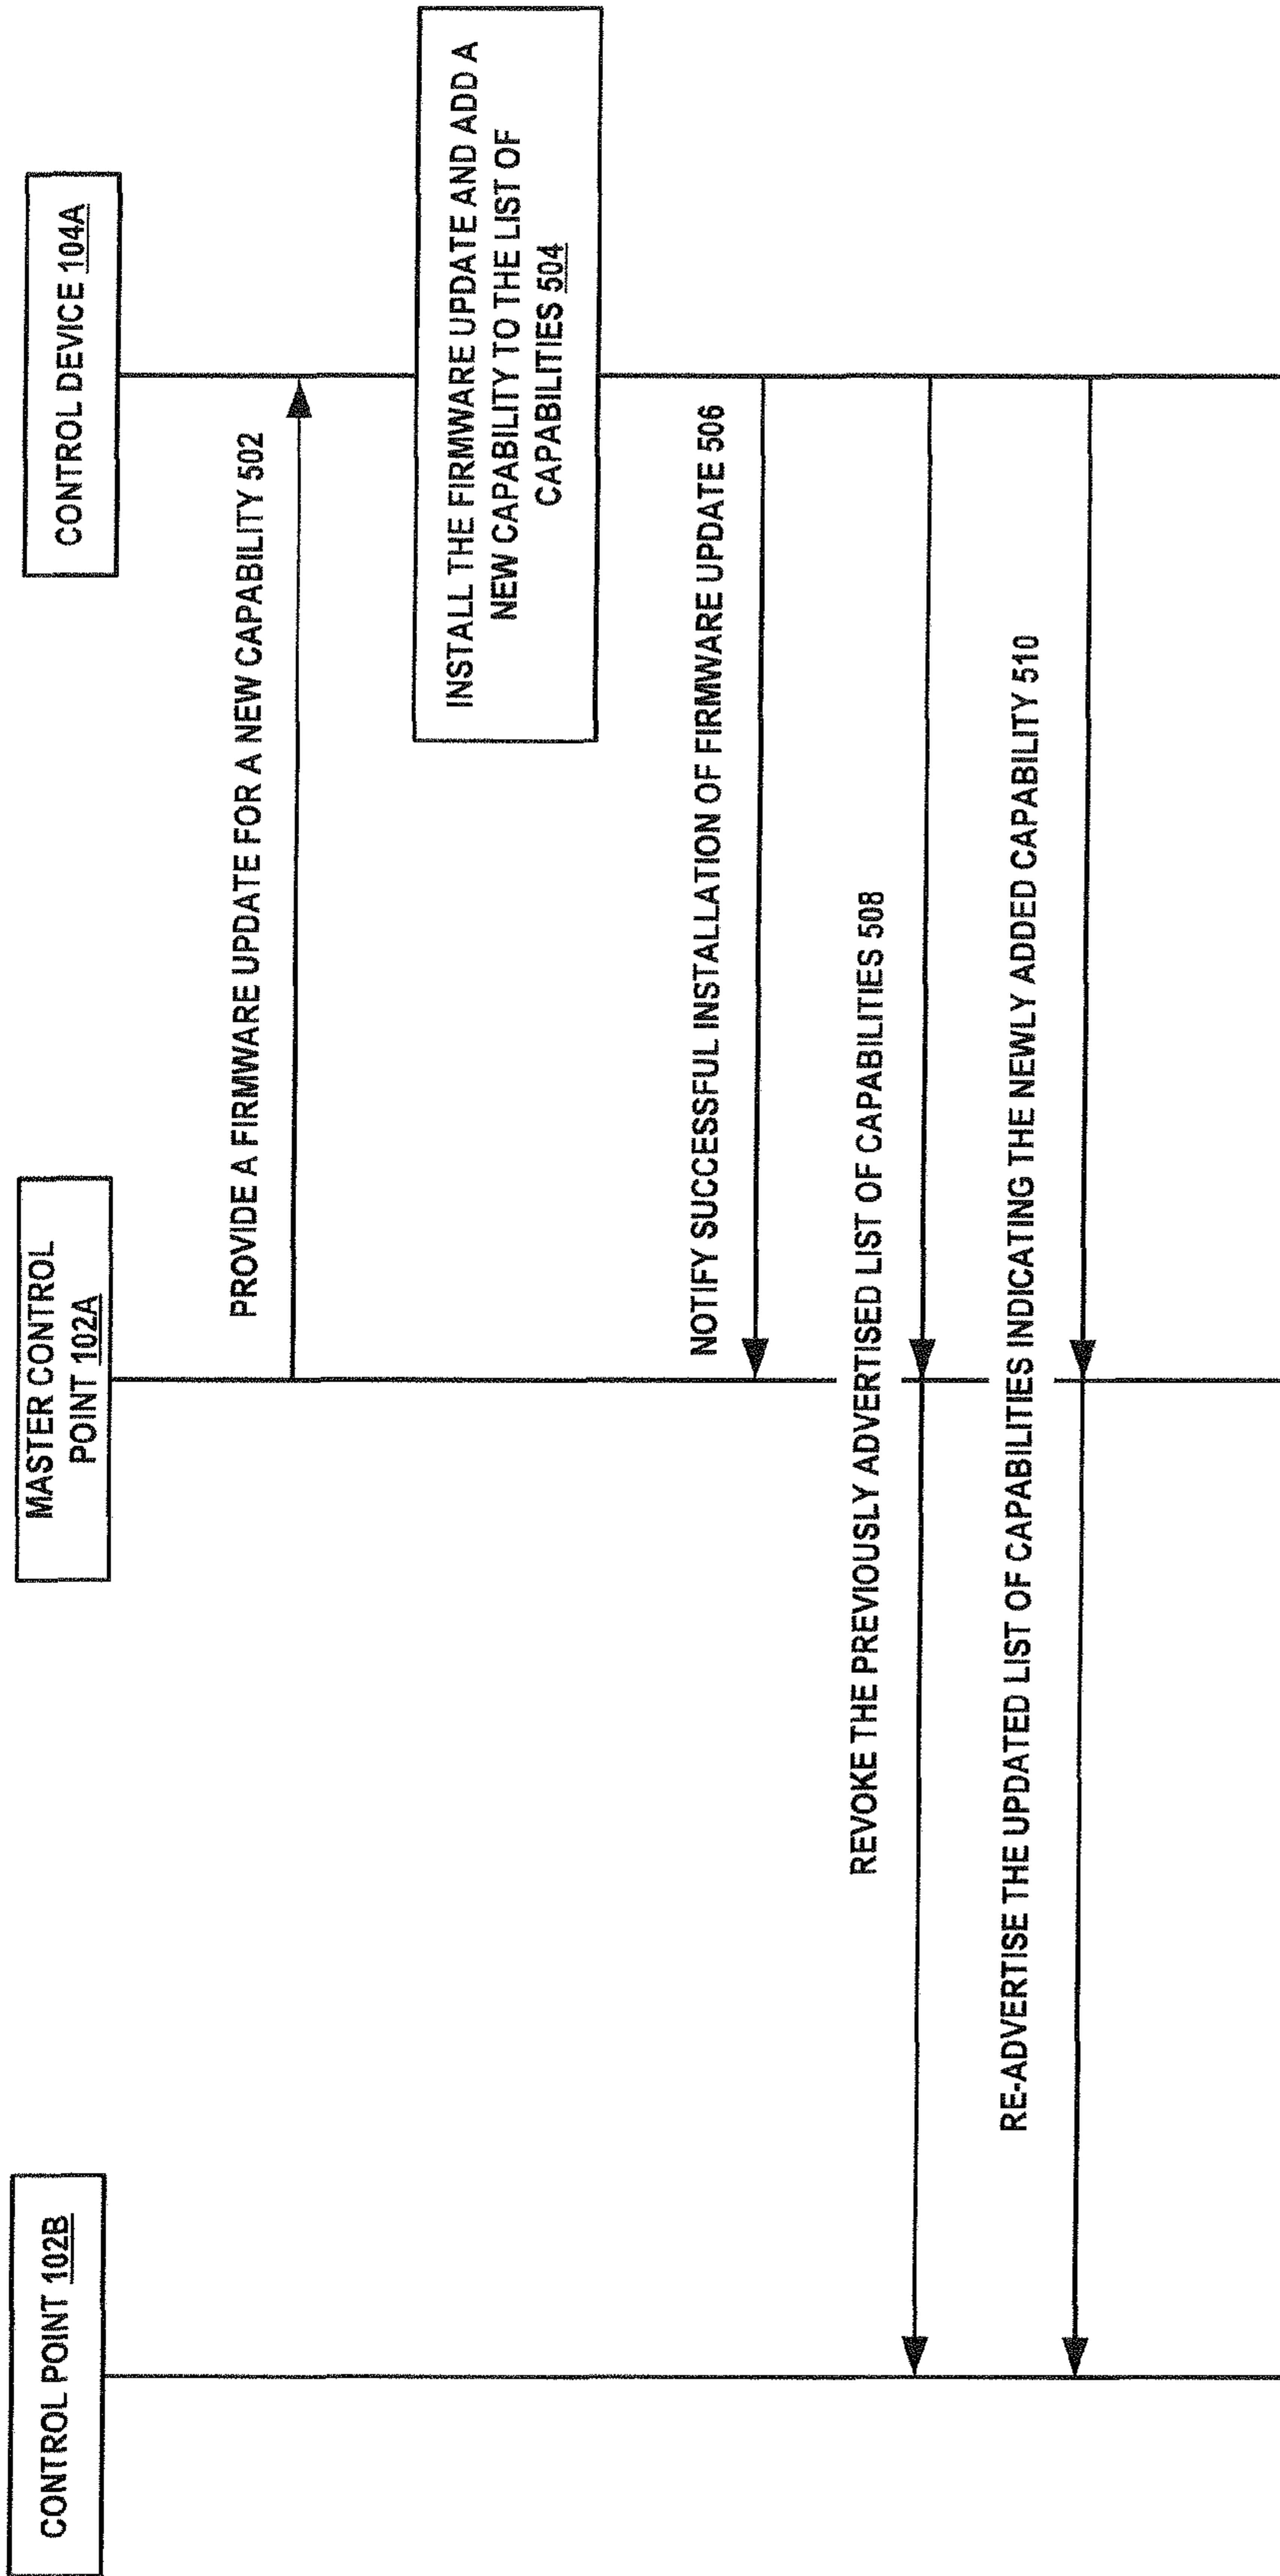 CONTROL POINT 102B
MASTER CONTROL
POINT 102A
CONTROL DEVICE 104A
PROVIDE A FIRMWARE UPDATE FOR A NEW CAPABILITY 502
INSTALL THE FIRMWARE UPDATE AND ADD A
NEW CAPABILITY TO THE LIST OF
CAPABILITIES 504
NOTIFY SUCCESSFUL INSTALLATION OF FIRMWARE UPDATE 506
REVOKE THE PREVIOUSLY ADVERTISED LIST OF CAPABILITIES 508
RE-ADVERTISE THE UPDATED LIST OF CAPABILITIES INDICATING THE NEWLY ADDED CAPABILITY 510